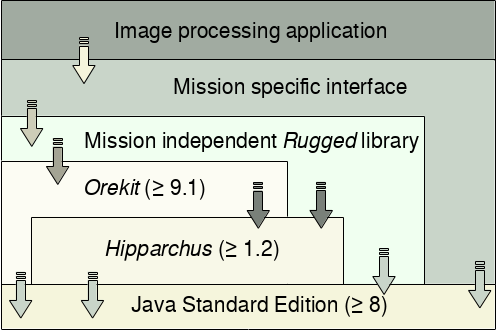 Image processing application
Mission specific interface
Mission independent Rugged library
Orekit (≥ 9.1)
Hipparchus (≥ 1.2)
Java Standard Edition (≥ 8)